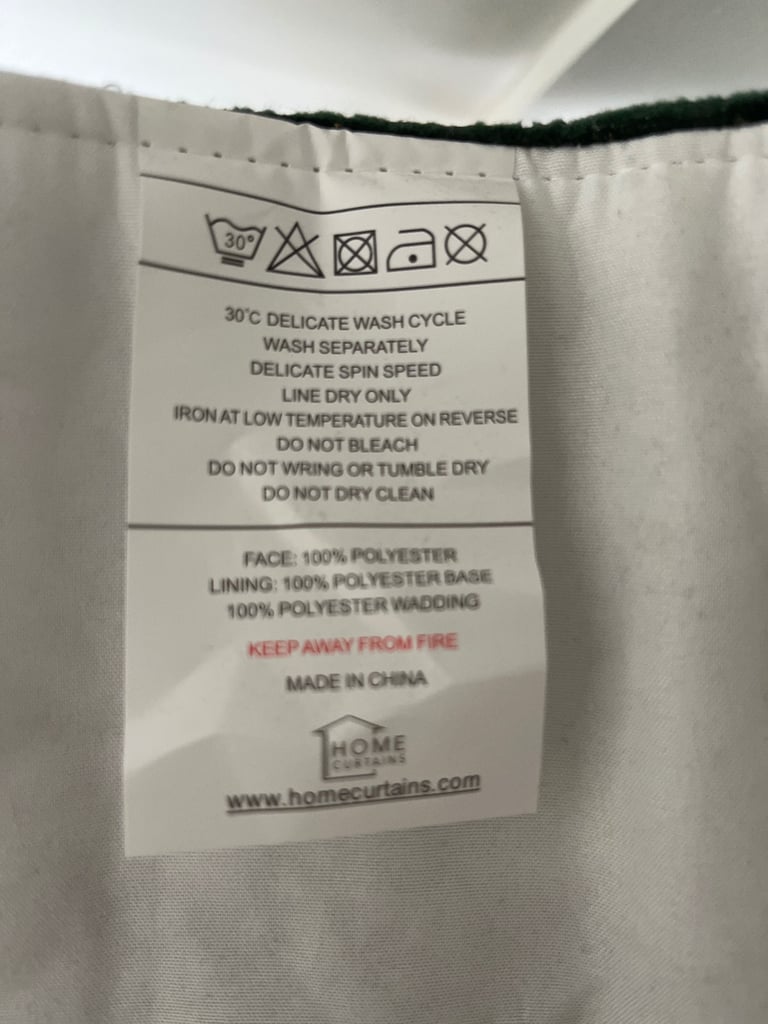 30°
30°C DELICATE WASH CYCLE
WASH SEPARATELY
DELICATE SPIN SPEED
LINE DRY ONLY
IRON AT LOW TEMPERATURE ON REVERSE
DO NOT BLEACH
DO NOT WRING OR TUMBLE DRY
DO NOT DRY CLEAN
FACE: 100% POLYESTER
LINING: 100% POLYESTER BASE
100% POLYESTER WADDING
KEEP AWAY FROM FIRE
MADE IN CHINA
HOME
CURTAINS
www.homecurtains.com